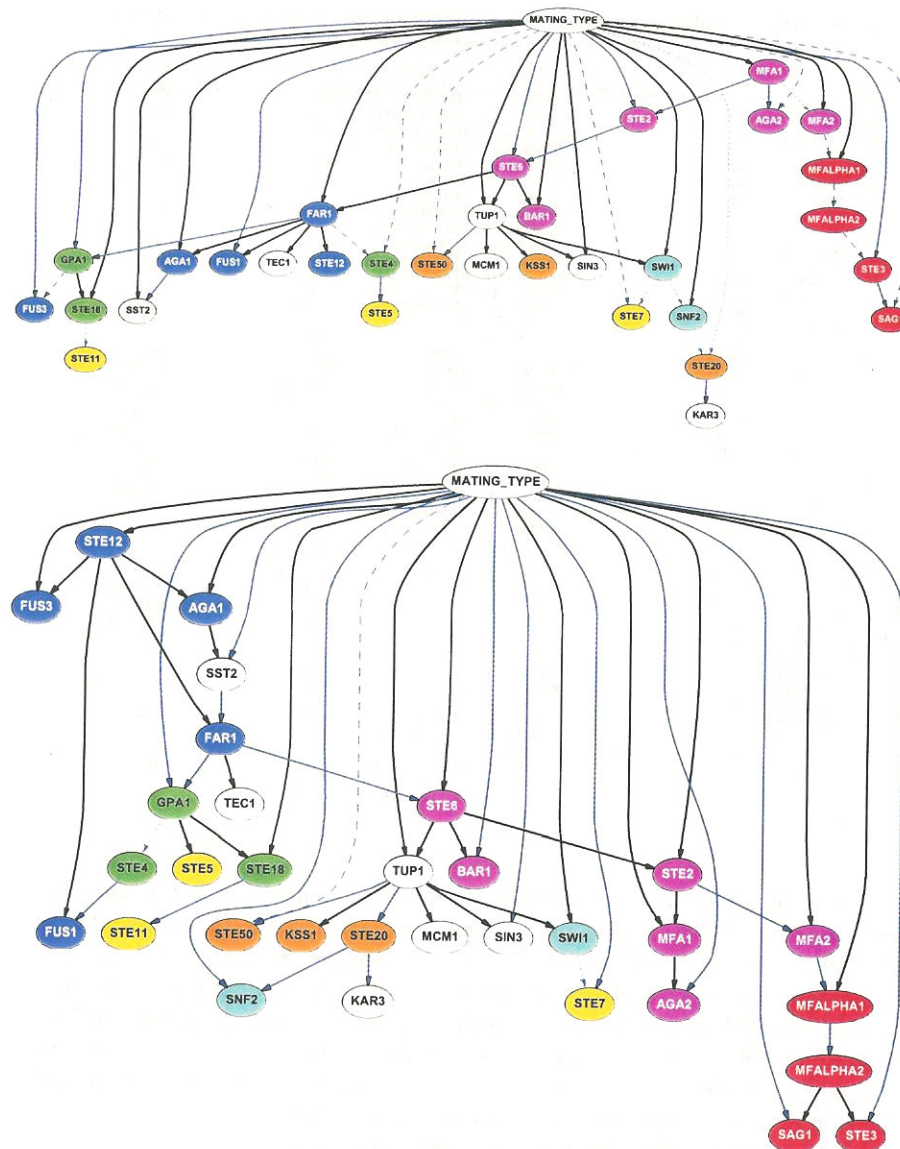 MATING_TYPE
MFA1
STE2 AGA2 MFA2
STE6 MFALPHA1
FAR1 TUP1 BAR1 MFALPHA2
GPA1 AGA1 FUS1 TEC1 STE12 STE4 STE50 MCM1 KSS1 SIN3 SWI1 STE3
FUS3 STE18 SST2 STE5 STE7 SNF2 SAG1
STE11 STE20
KAR3
MATING_TYPE
STE12
FUS3 AGA1
SST2
FAR1
GPA1 TEC1 STE6
STE4 STE5 STE18 TUP1 BAR1 STE2
FUS1 STE11 STE50 KSS1 STE20 MCM1 SIN3 SWI1 MFA1 MFA2
SNF2 KAR3 STE7 AGA2 MFALPHA1
MFALPHA2
SAG1 STE3